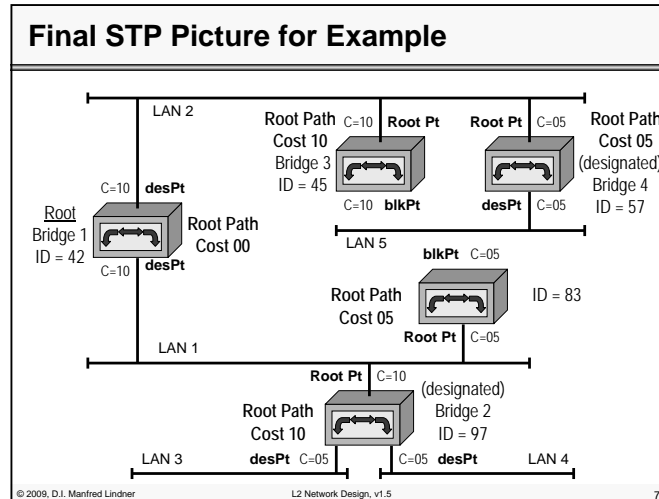 Final STP Picture for Example
LAN 2
Root Path
Cost 10
Bridge 3
ID = 45
C=10 Root Pt
C=10 blkPt
Root Pt C=05
desPt C=05
Root Path
Cost 05
(designated)
Bridge 4
ID = 57
LAN 5
C=10 desPt
Root
Bridge 1
ID = 42
Root Path
Cost 00
C=10 desPt
blkPt C=05
Root Path
Cost 05
ID = 83
Root Pt C=05
LAN 1
Root Pt C=10
(designated)
Bridge 2
ID = 97
Root Path
Cost 10
LAN 3
desPt C=05
C=05 desPt
LAN 4
© 2009, D.I. Manfred Lindner
L2 Network Design, v1.5
7